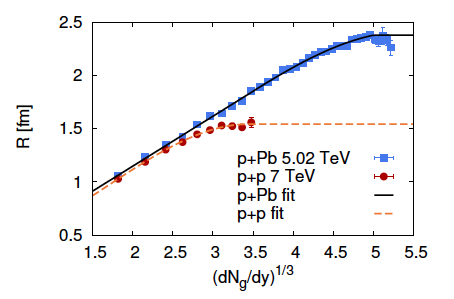 2.5
2
1.5
1
0.5
R [fm]
p+Pb 5.02 TeV
p+p 7 TeV
p+Pb fit
p+p fit
1.5 2 2.5 3 3.5 4 4.5 5 5.5
(dNg/dy)^1/3